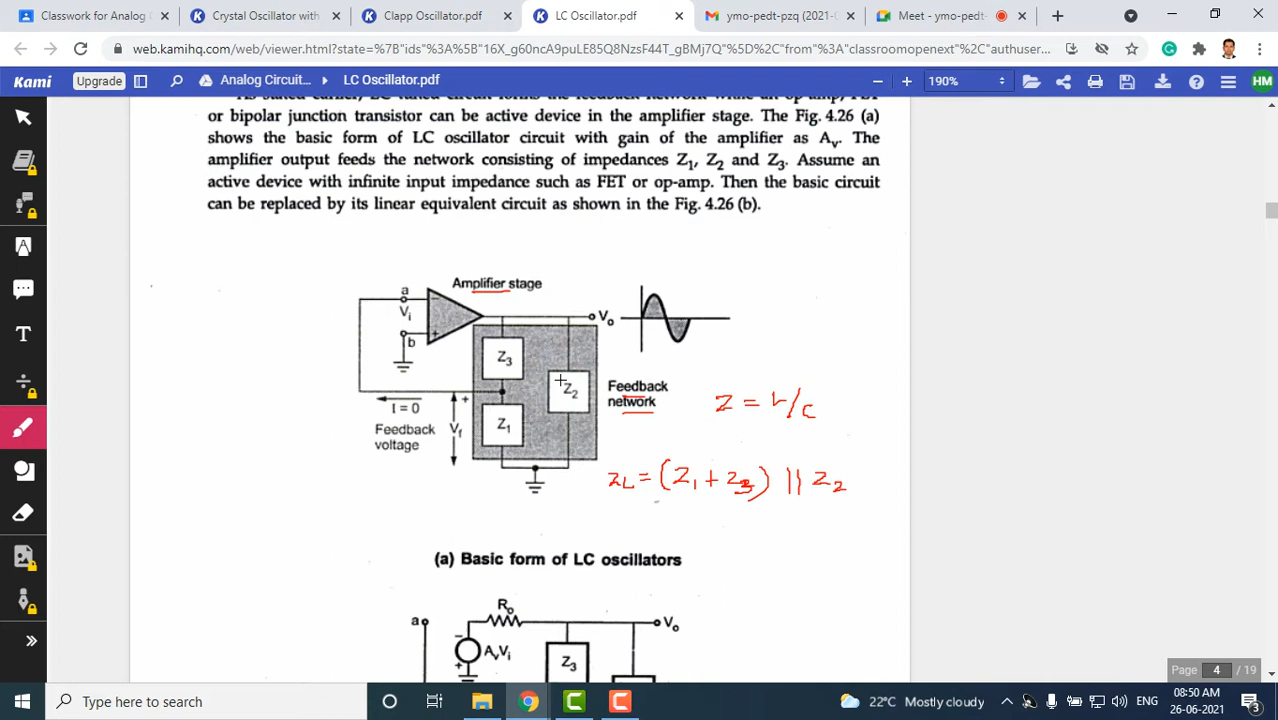 Classwork for Analog
Crystal Oscillator with
Clapp Oscillator.pdf
LC Oscillator.pdf
ymo-pedt-pzq (2021-0
Meet - ymo-pedt-
web.kamihq.com/web/viewer.html?state=%7B"ids"%3A%5B"16X_g60ncA9puLE85Q8NzsF44T_gBMj7Q"%5D%2C"from"%3A"classroomopenext"%2C"authuser...
Kami
Upgrade
Analog Circuit...
LC Oscillator.pdf
190%
HM
or bipolar junction transistor can be active device in the amplifier stage. The Fig. 4.26 (a)
shows the basic form of LC oscillator circuit with gain of the amplifier as Av. The
amplifier output feeds the network consisting of impedances Z1, Z2 and Z3. Assume an
active device with infinite input impedance such as FET or op-amp. Then the basic circuit
can be replaced by its linear equivalent circuit as shown in the Fig. 4.26 (b).
Amplifier stage
a
Vi
b
Vo
Z3
Z2
Z1
Feedback
network
I = 0
Feedback
voltage
Vf
Z = L/C
ZL = (Z1 + Z3) || Z2
(a) Basic form of LC oscillators
Ro
a
Vo
AvVi
Z3
Page 4 / 19
Type here to search
22°C Mostly cloudy
ENG
08:50 AM
26-06-2021
3